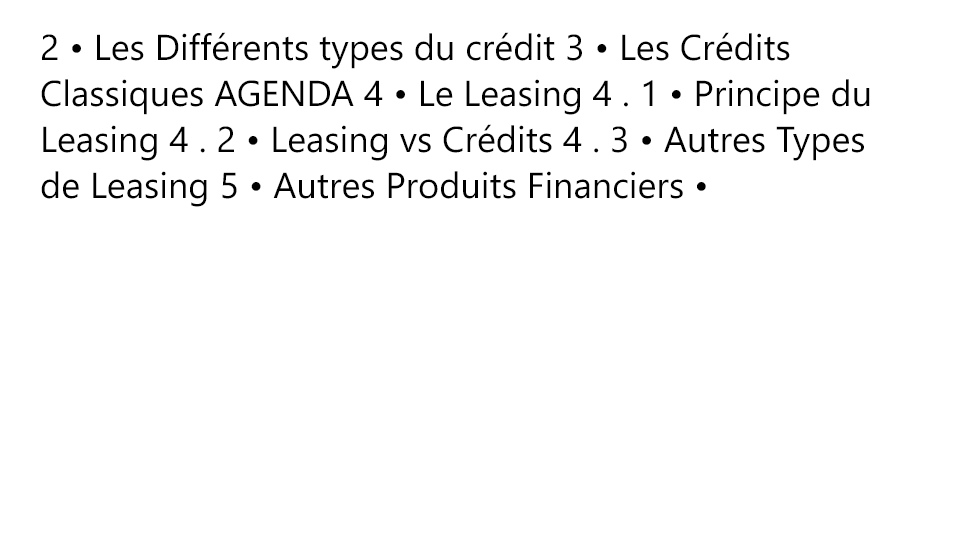 2 • Les Différents types du crédit 3 • Les Crédits
Classiques AGENDA 4 • Le Leasing 4 . 1 • Principe du
Leasing 4 . 2 • Leasing vs Crédits 4 . 3 • Autres Types
de Leasing 5 • Autres Produits Financiers •